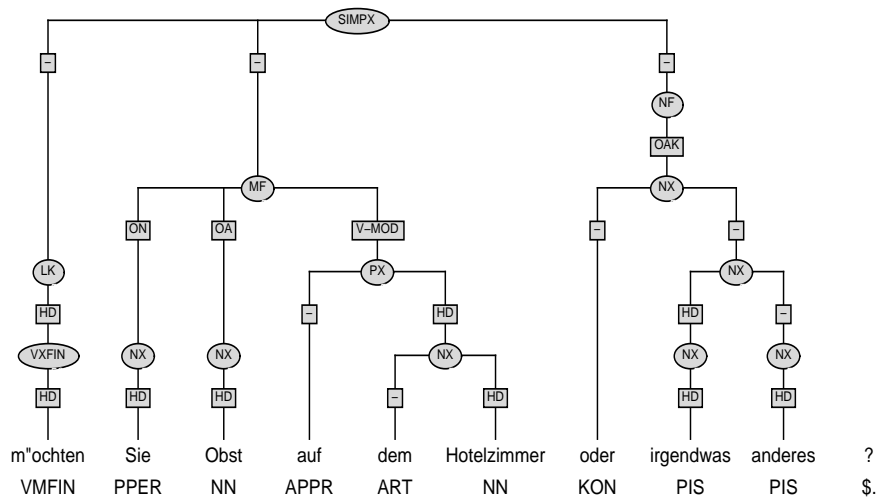 SIMPX
– – –
NF
OAK
MF NX
ON OA V–MOD – –
LK PX NX
HD – HD HD –
VXFIN NX NX NX NX NX
HD HD HD – HD HD HD
m"ochten Sie Obst auf dem Hotelzimmer oder irgendwas anderes ?
VMFIN PPER NN APPR ART NN KON PIS PIS $.